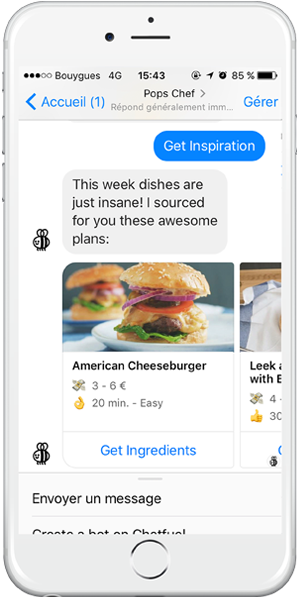 Bouygues 4G 15:43 85 %
Accueil (1) Pops Chef Gérer
Répond généralement imm...
Get Inspiration
This week dishes are
just insane! I sourced
for you these awesome
plans:
American Cheeseburger
3 - 6 €
20 min. - Easy
Get Ingredients
Leek a
with E
4 -
30
G
Envoyer un message
Create a bot on Chatfuel